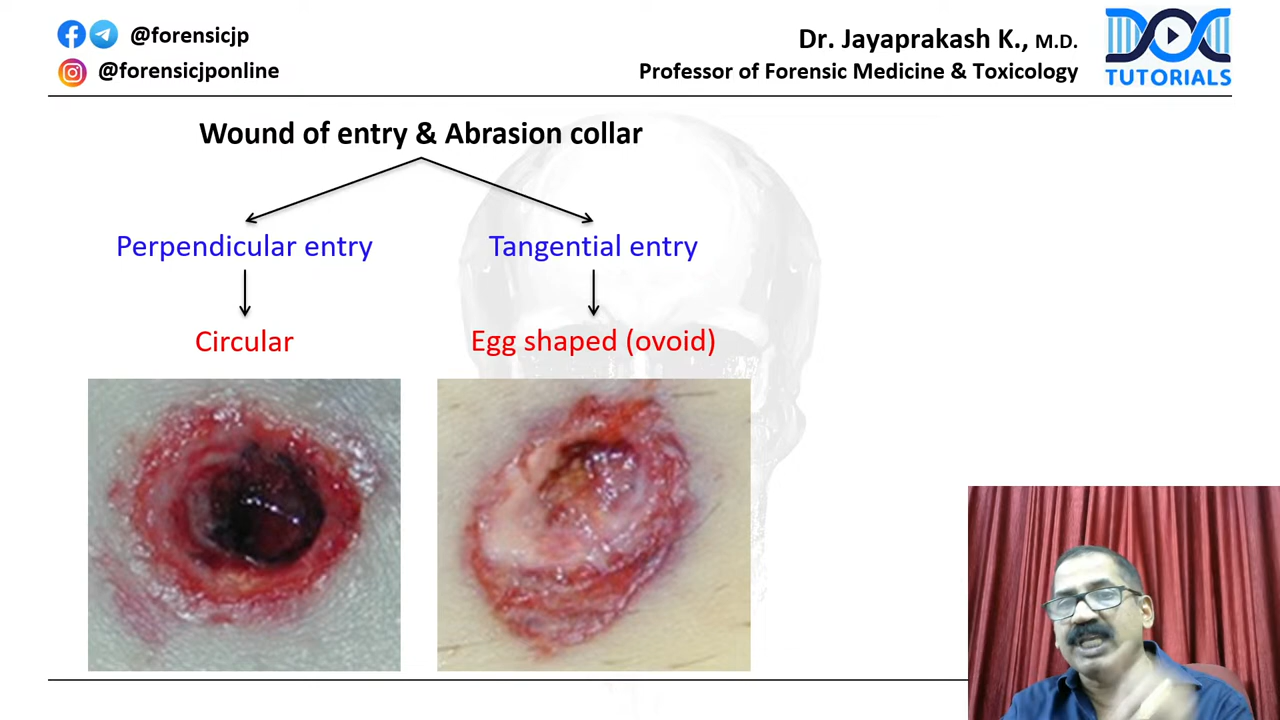 @forensicjp
@forensicjponline
Dr. Jayaprakash K., M.D.
Professor of Forensic Medicine & Toxicology
TUTORIALS
Wound of entry & Abrasion collar
Perpendicular entry
Tangential entry
Circular
Egg shaped (ovoid)